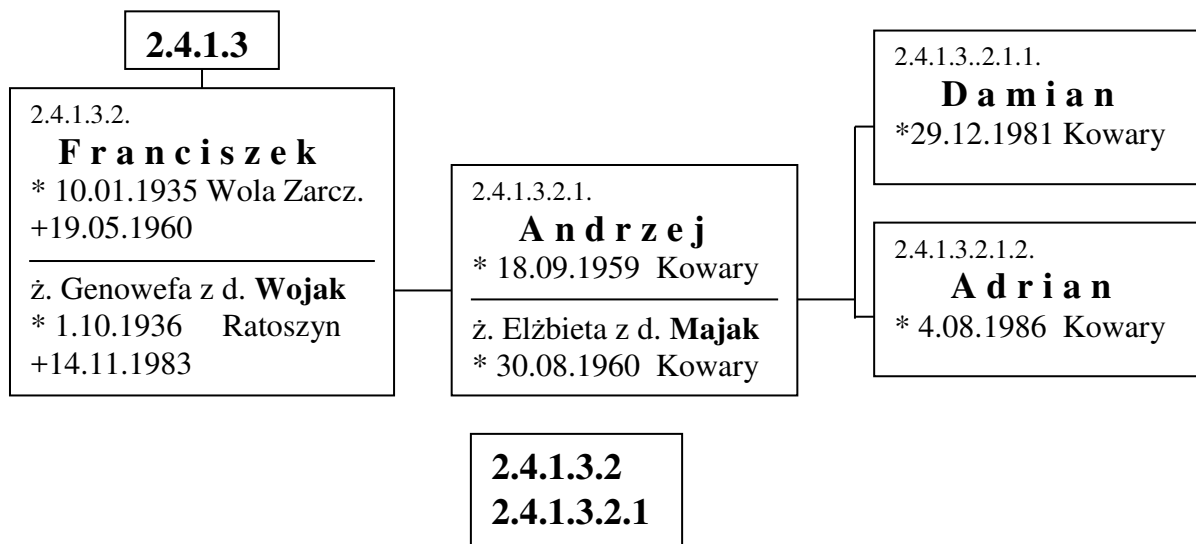 2.4.1.3
2.4.1.3.2.
F r a n c i s z e k
* 10.01.1935 Wola Zarcz.
+19.05.1960
ż. Genowefa z d. Wojak
* 1.10.1936 Ratoszyn
+14.11.1983
2.4.1.3.2.1.
A n d r z e j
* 18.09.1959 Kowary
ż. Elżbieta z d. Majak
* 30.08.1960 Kowary
2.4.1.3..2.1.1.
D a m i a n
*29.12.1981 Kowary
2.4.1.3.2.1.2.
A d r i a n
* 4.08.1986 Kowary
2.4.1.3.2
2.4.1.3.2.1